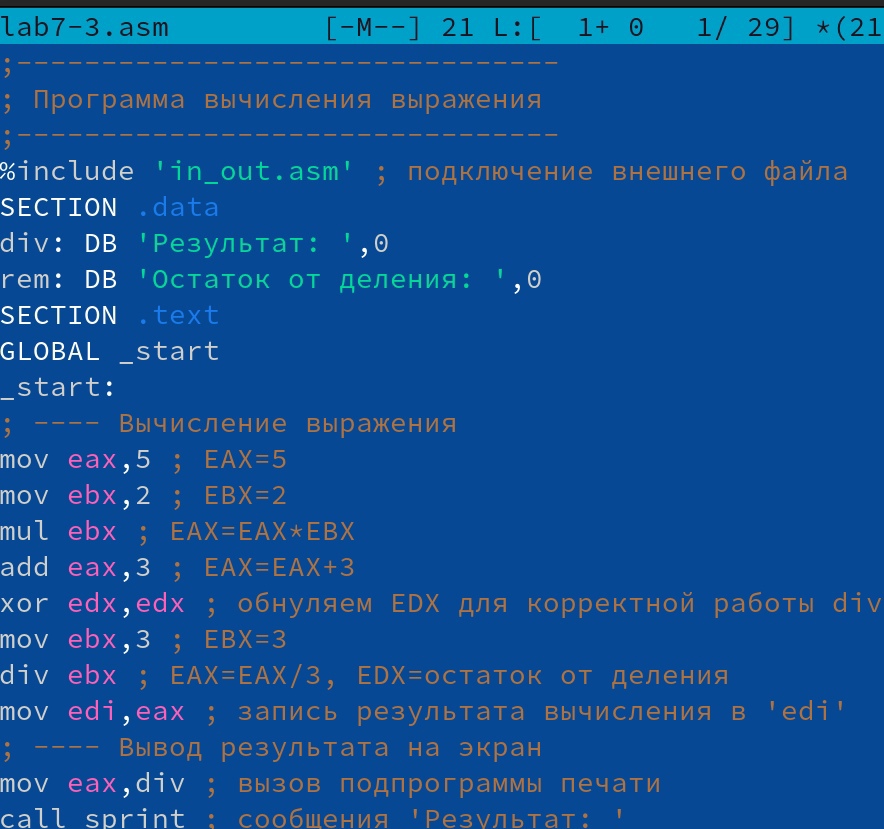 lab7-3.asm [-M--] 21 L:[ 1+ 0 1/ 29] *(21
;--------------------------------
; Программа вычисления выражения
;--------------------------------
%include 'in_out.asm' ; подключение внешнего файла
SECTION .data
div: DB 'Результат: ',0
rem: DB 'Остаток от деления: ',0
SECTION .text
GLOBAL _start
_start:
; ---- Вычисление выражения
mov eax,5 ; EAX=5
mov ebx,2 ; EBX=2
mul ebx ; EAX=EAX*EBX
add eax,3 ; EAX=EAX+3
xor edx,edx ; обнуляем EDX для корректной работы div
mov ebx,3 ; EBX=3
div ebx ; EAX=EAX/3, EDX=остаток от деления
mov edi,eax ; запись результата вычисления в 'edi'
; ---- Вывод результата на экран
mov eax,div ; вызов подпрограммы печати
call sprint ; сообщения 'Результат: '